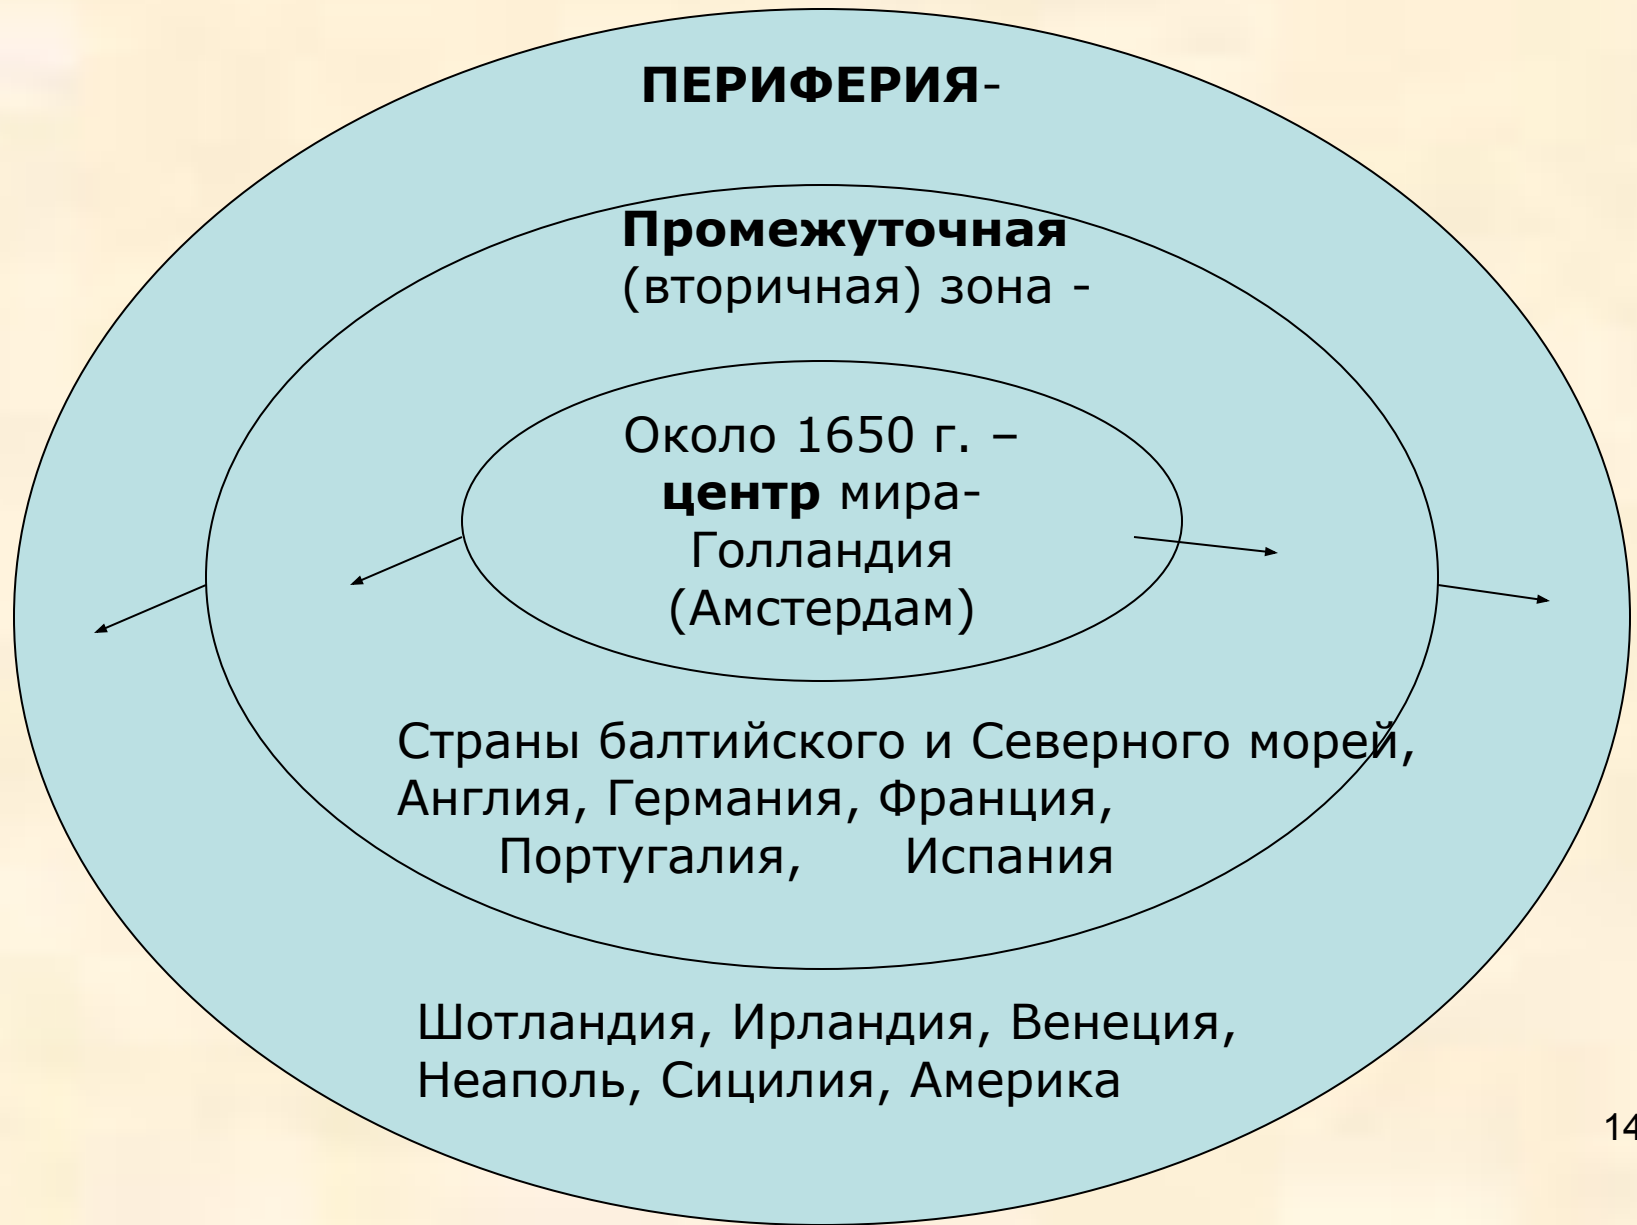 ПЕРИФЕРИЯ-
Промежуточная
(вторичная) зона -
Около 1650 г. –
центр мира-
Голландия
(Амстердам)
Страны балтийского и Северного морей,
Англия, Германия, Франция,
Португалия, Испания
Шотландия, Ирландия, Венеция,
Неаполь, Сицилия, Америка
14